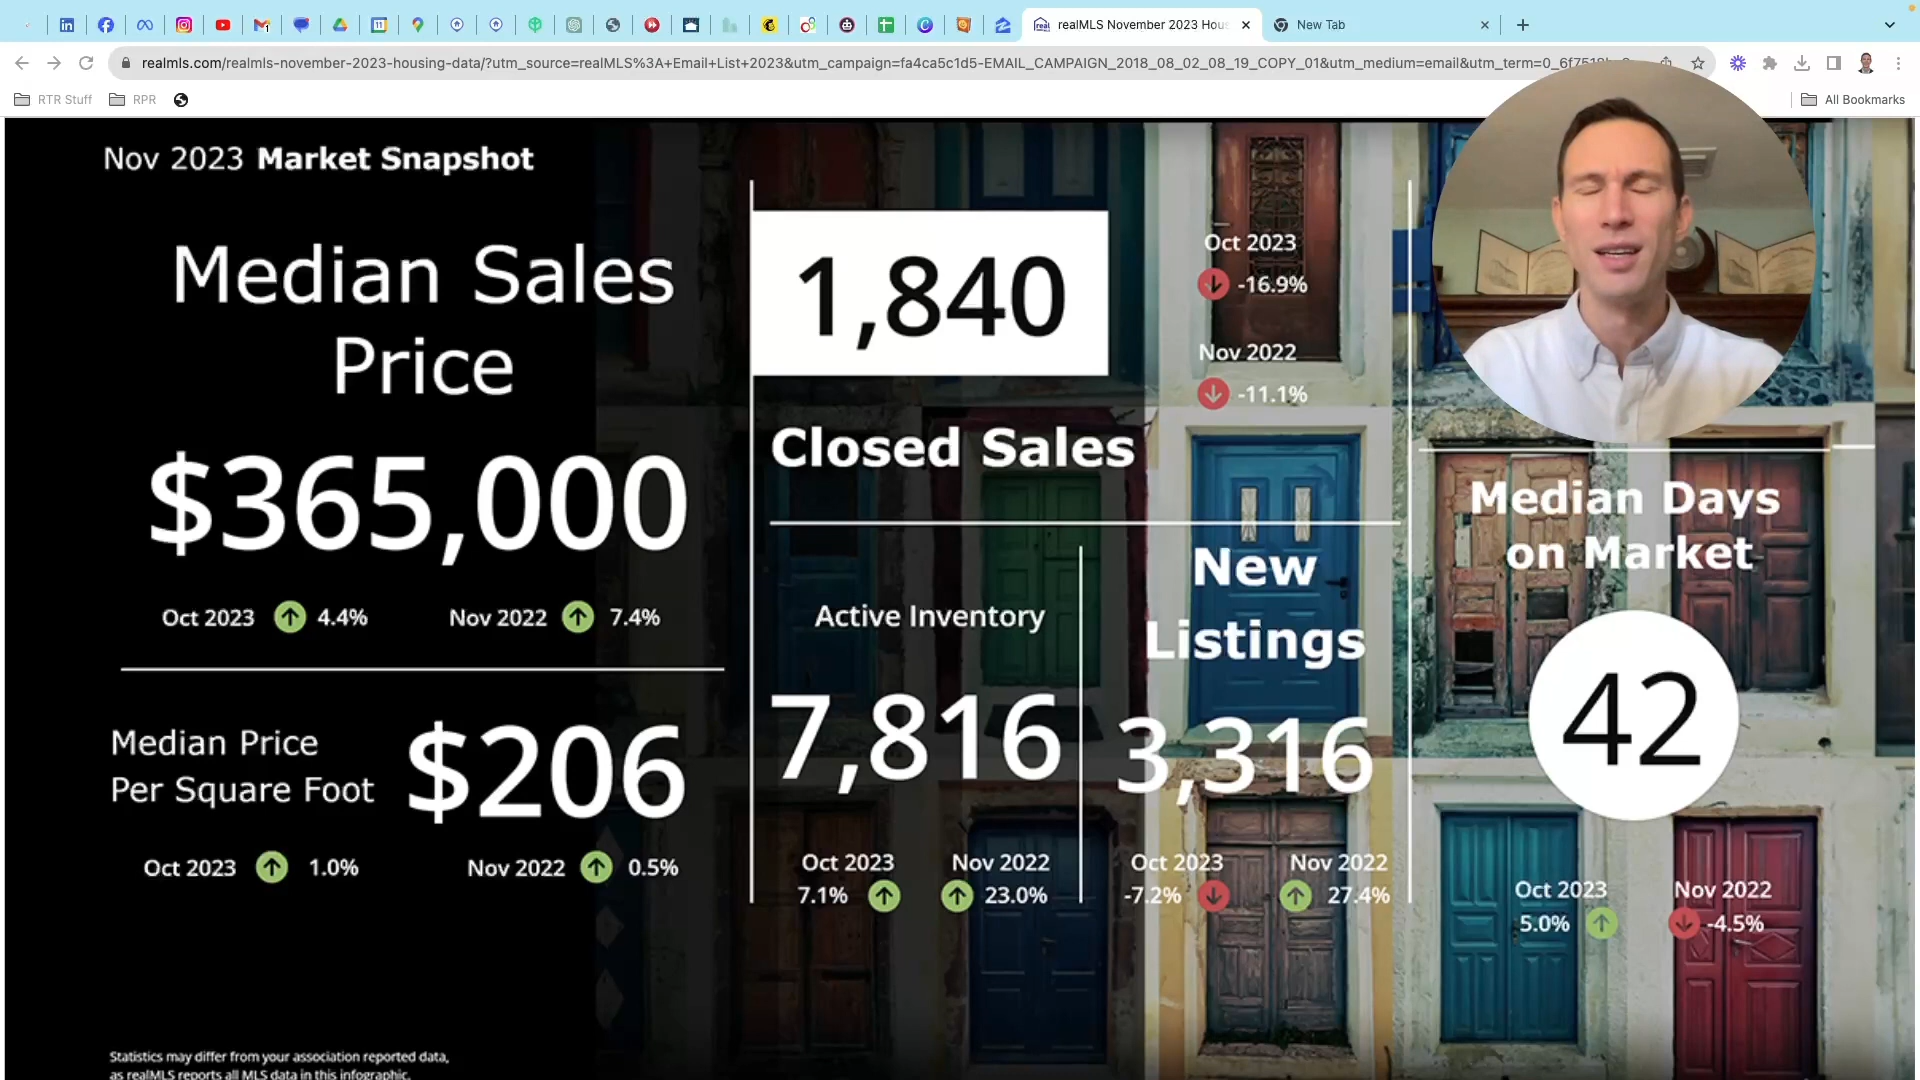 realMLS November 2023 Hou
New Tab
realmls.com/realmls-november-2023-housing-data/?utm_source=realMLS%3A+Email+List+2023&utm_campaign=fa4ca5c1d5-EMAIL_CAMPAIGN_2018_08_02_08_19_COPY_01&utm_medium=email&utm_term=0_6f7518b
RTR Stuff
RPR
All Bookmarks
Nov 2023 Market Snapshot
Median Sales
Price
$365,000
Oct 2023 4.4%
Nov 2022 7.4%
Median Price
Per Square Foot
$206
Oct 2023 1.0%
Nov 2022 0.5%
Statistics may differ from your association reported data,
as realMLS reports all MLS data in this infographic.
1,840
Closed Sales
Oct 2023
-16.9%
Nov 2022
-11.1%
Active Inventory
7,816
Oct 2023
7.1%
Nov 2022
23.0%
New
Listings
3,316
Oct 2023
-7.2%
Nov 2022
27.4%
Median Days
on Market
42
Oct 2023
5.0%
Nov 2022
-4.5%